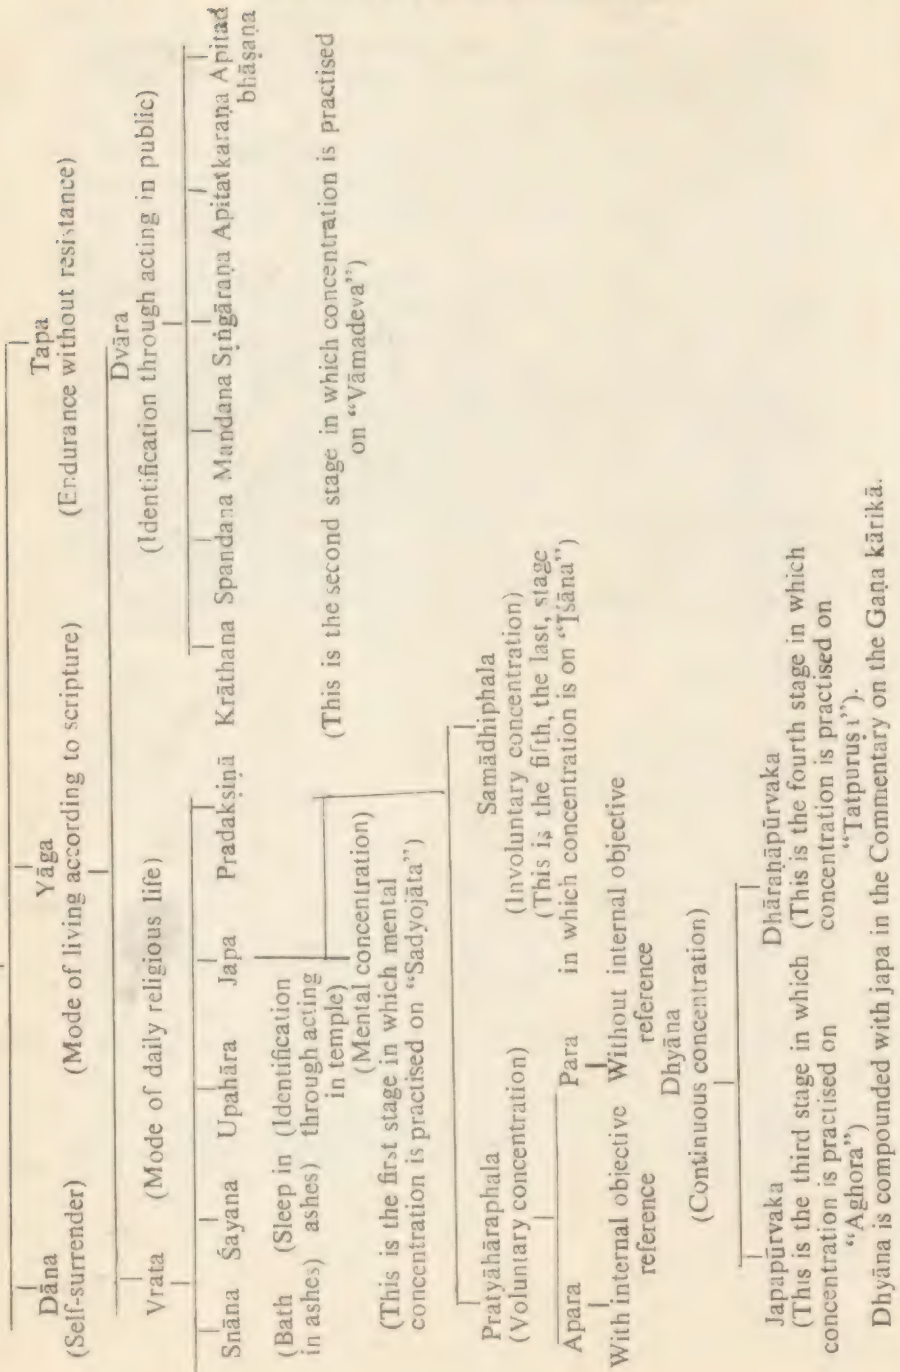 Dāna Yāga Tapa
(Self-surrender) (Mode of living according to scripture) (Endurance without resistance)
Vrata (Mode of daily religious life) Dvāra
(Identification through acting in public)
Snāna Śayana Upahāra Japa Pradakṣiṇā Krāthana Spandana Mandana Sṛṅgāraṇa Apitatkaraṇa Apitad
bhāṣaṇa
(Bath (Sleep in (Identification
in ashes) ashes) through acting
in temple)
(This is the second stage in which concentration is practised
on “Vāmadeva”)
(Mental concentration)
(This is the first stage in which mental
concentration is practised on “Sadyojāta”)
Pratyāhāraphala Samādhiphala
(Voluntary concentration) (Involuntary concentration)
(This is the fifth, the last, stage
in which concentration is on “Īśāna”)
Apara Para
With internal objective Without internal objective
reference reference
Dhyāna
(Continuous concentration)
Japapūrvaka Dhāraṇāpūrvaka
(This is the third stage in which (This is the fourth stage in which
concentration is practised on concentration is practised on
“Aghora”) “Tatpuruṣa”).
Dhyāna is compounded with japa in the Commentary on the Gaṇa kārikā.